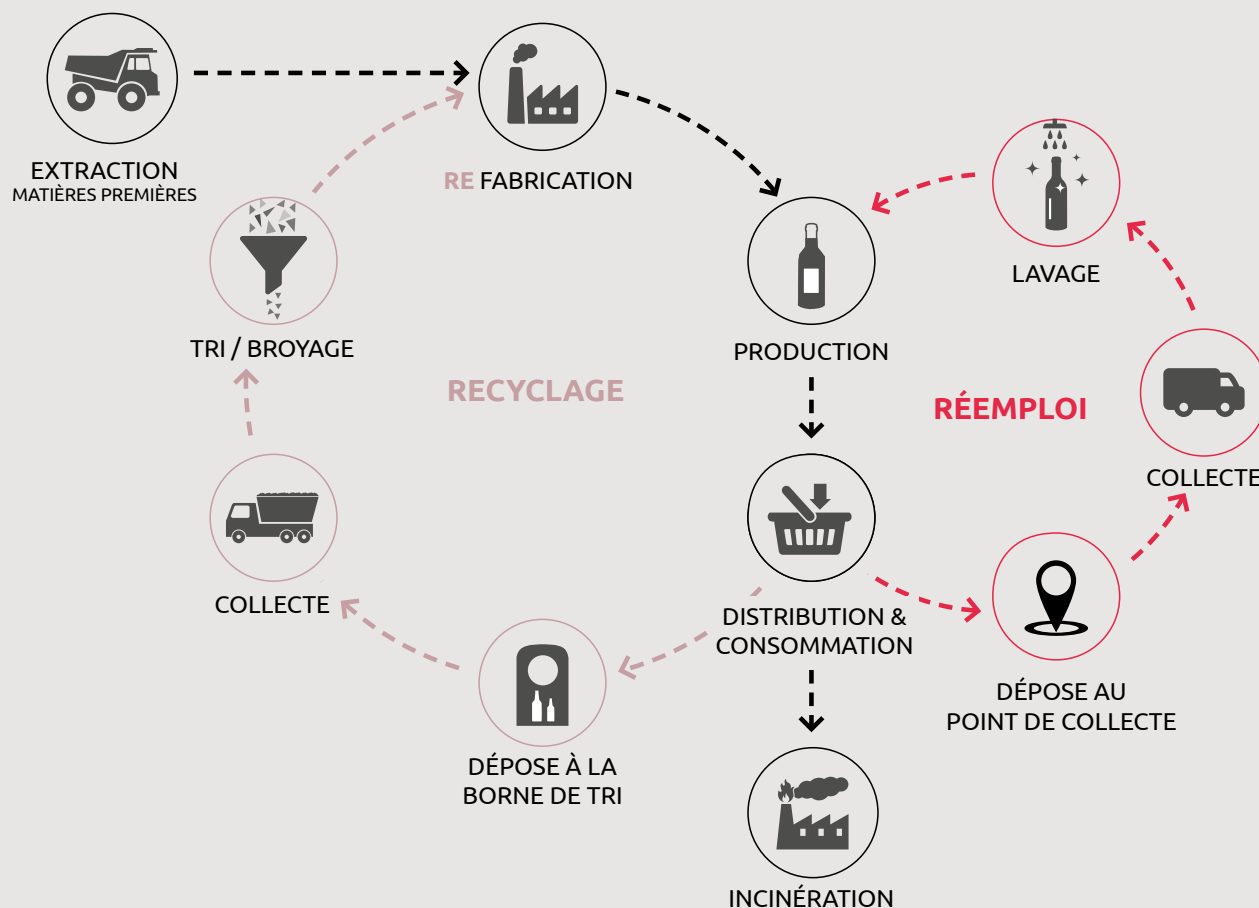 EXTRACTION
MATIÈRES PREMIÈRES
RE FABRICATION
LAVAGE
TRI / BROYAGE
PRODUCTION
RECYCLAGE
RÉEMPLOI
COLLECTE
COLLECTE
DISTRIBUTION &
CONSOMMATION
DÉPOSE AU
POINT DE COLLECTE
DÉPOSE À LA
BORNE DE TRI
INCINÉRATION